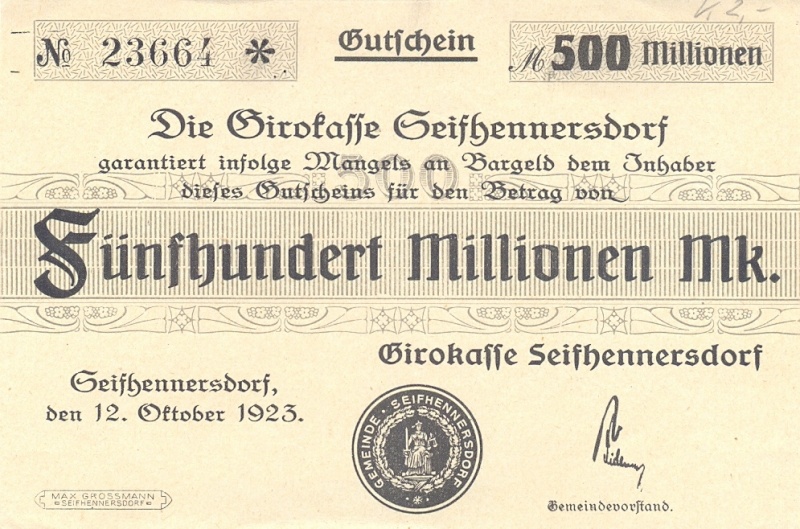 № 23664 *
Gutschein
M 500 Millionen
Die Girokasse Seifhennersdorf
garantiert infolge Mangels an Bargeld dem Inhaber
dieses Gutscheins für den Betrag von
500
Fünfhundert Millionen Mk.
Girokasse Seifhennersdorf
Seifhennersdorf,
den 12. Oktober 1923.
GEMEINDE · SEIFHENNERSDORF
Gemeindevorstand.
MAX GROSSMANN
SEIFHENNERSDORF